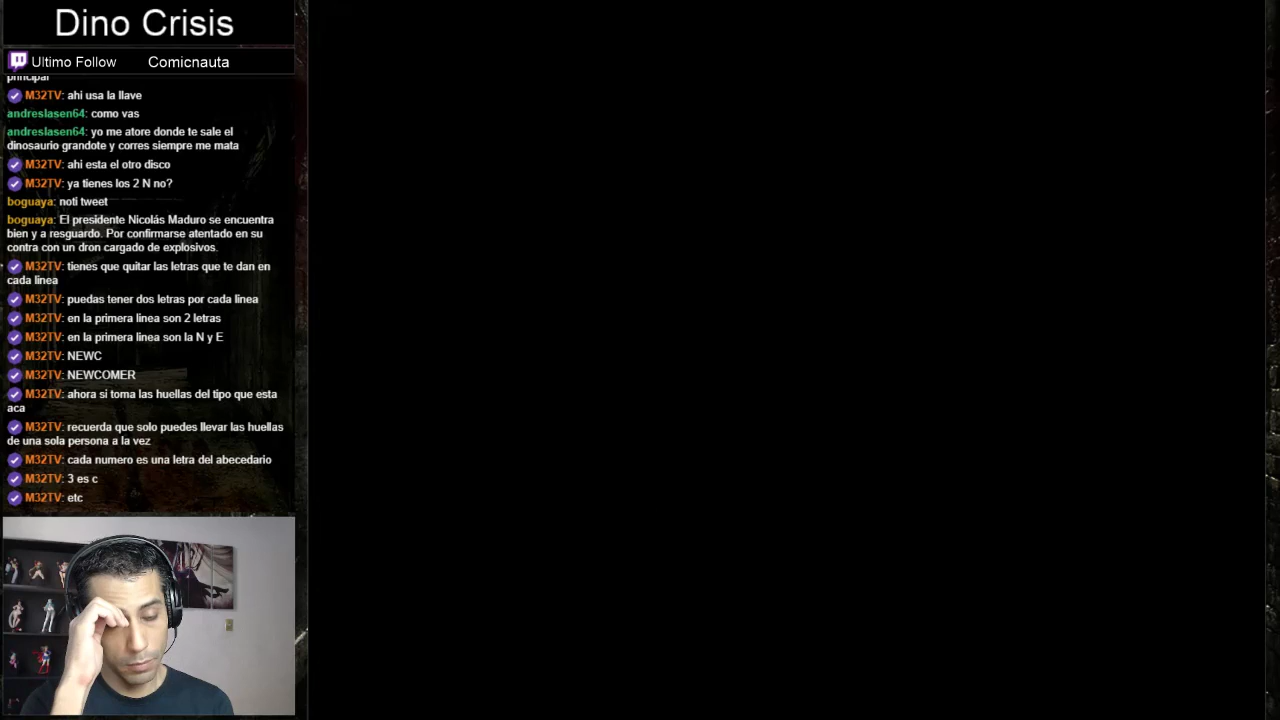 Dino Crisis
Ultimo Follow Comicnauta
principal
M32TV: ahi usa la llave
andreslasen64: como vas
andreslasen64: yo me atore donde te sale el
dinosaurio grandote y corres siempre me mata
M32TV: ahi esta el otro disco
M32TV: ya tienes los 2 N no?
boguaya: noti tweet
boguaya: El presidente Nicolás Maduro se encuentra
bien y a resguardo. Por confirmarse atentado en su
contra con un dron cargado de explosivos.
M32TV: tienes que quitar las letras que te dan en
cada linea
M32TV: puedas tener dos letras por cada linea
M32TV: en la primera linea son 2 letras
M32TV: en la primera linea son la N y E
M32TV: NEWC
M32TV: NEWCOMER
M32TV: ahora si toma las huellas del tipo que esta
aca
M32TV: recuerda que solo puedes llevar las huellas
de una sola persona a la vez
M32TV: cada numero es una letra del abecedario
M32TV: 3 es c
M32TV: etc